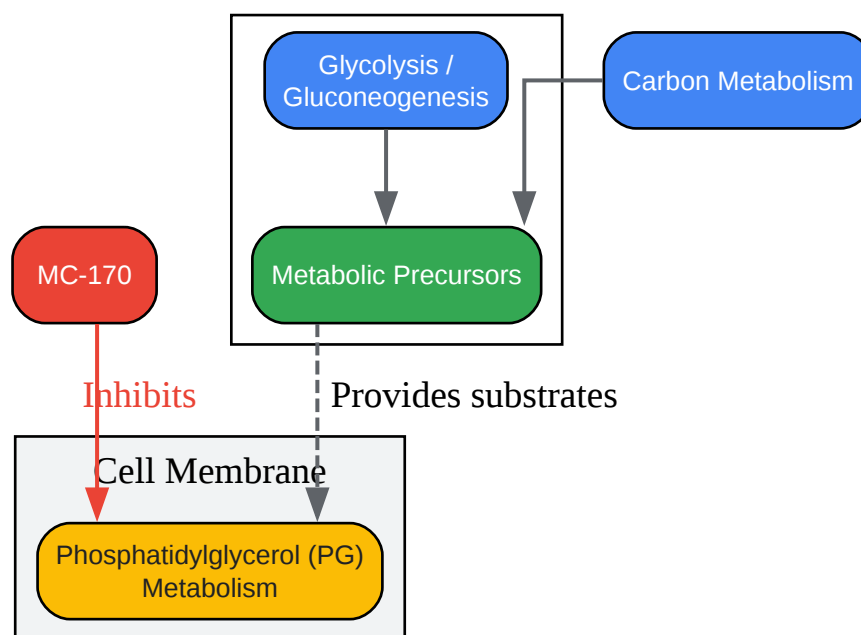 Glycolysis /
Gluconeogenesis
Carbon Metabolism
MC-170
Metabolic Precursors
Inhibits
Provides substrates
Cell Membrane
Phosphatidylglycerol (PG)
Metabolism